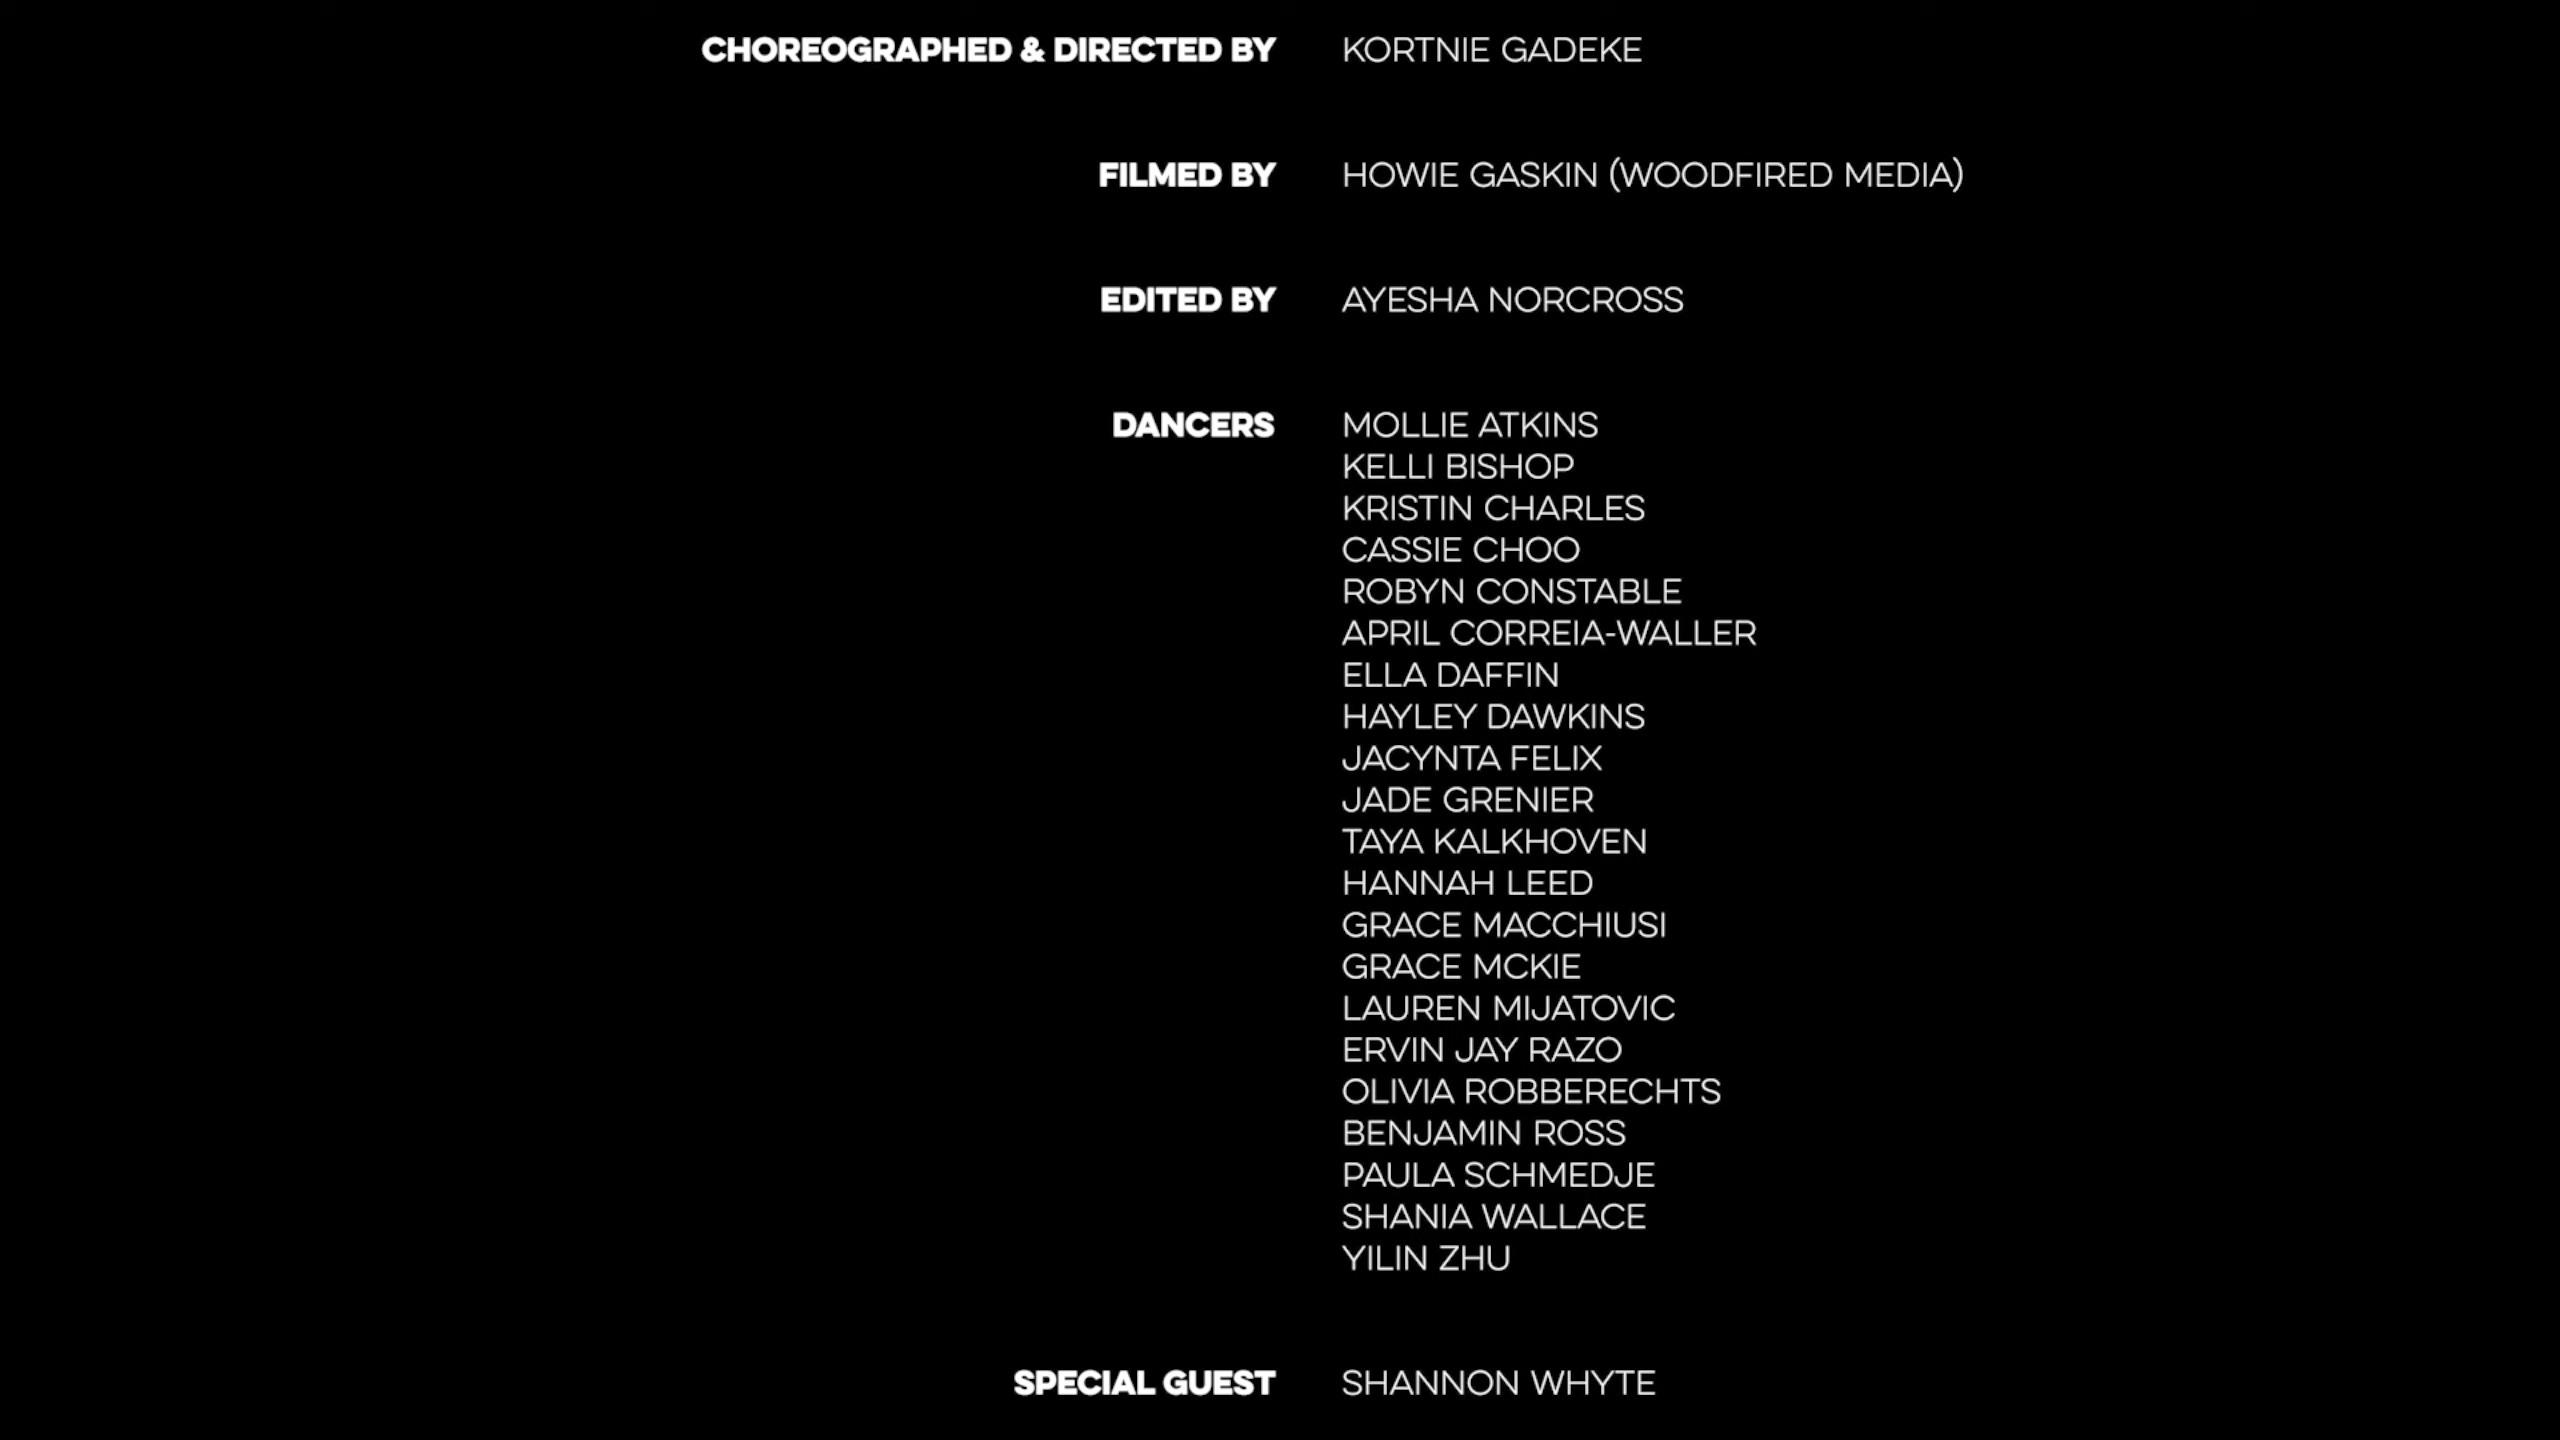 CHOREOGRAPHED & DIRECTED BY KORTNIE GADEKE
FILMED BY HOWIE GASKIN (WOODFIRED MEDIA)
EDITED BY AYESHA NORCROSS
DANCERS MOLLIE ATKINS
KELLI BISHOP
KRISTIN CHARLES
CASSIE CHOO
ROBYN CONSTABLE
APRIL CORREIA-WALLER
ELLA DAFFIN
HAYLEY DAWKINS
JACYNTA FELIX
JADE GRENIER
TAYA KALKHOVEN
HANNAH LEED
GRACE MACCHIUSI
GRACE MCKIE
LAUREN MIJATOVIC
ERVIN JAY RAZO
OLIVIA ROBBERECHTS
BENJAMIN ROSS
PAULA SCHMEDJE
SHANIA WALLACE
YILIN ZHU
SPECIAL GUEST SHANNON WHYTE